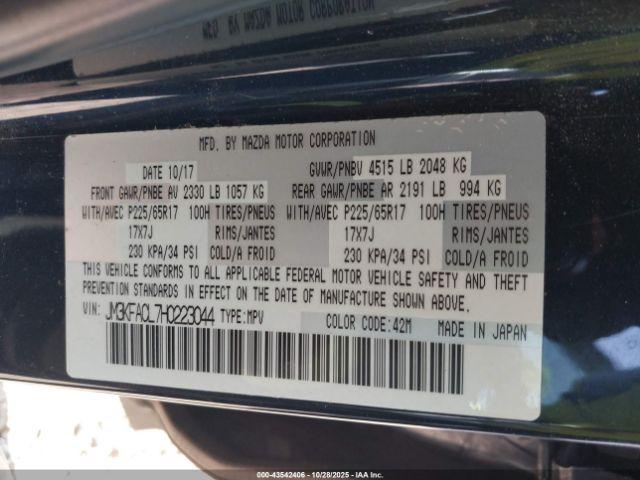 MFD. BY MAZDA MOTOR CORPORATION
MFD. BY MAZDA MOTOR CORPORATION
DATE 10/17 GVWR/PNBV 4515 LB 2048 KG
FRONT GAWR/PNBE AV 2330 LB 1057 KG REAR GAWR/PNBE AR 2191 LB 994 KG
WITH/AVEC P225/65R17 100H TIRES/PNEUS WITH/AVEC P225/65R17 100H TIRES/PNEUS
17X7J RIMS/JANTES 17X7J RIMS/JANTES
230 KPA/34 PSI COLD/A FROID 230 KPA/34 PSI COLD/A FROID
THIS VEHICLE CONFORMS TO ALL APPLICABLE FEDERAL MOTOR VEHICLE SAFETY AND THEFT
PREVENTION STANDARDS IN EFFECT ON THE DATE OF MANUFACTURE SHOWN ABOVE.
VIN: JM3KFACL7H0223044 TYPE:MPV COLOR CODE:42M MADE IN JAPAN
000-43542406 - 10/28/2025 - IAA Inc.